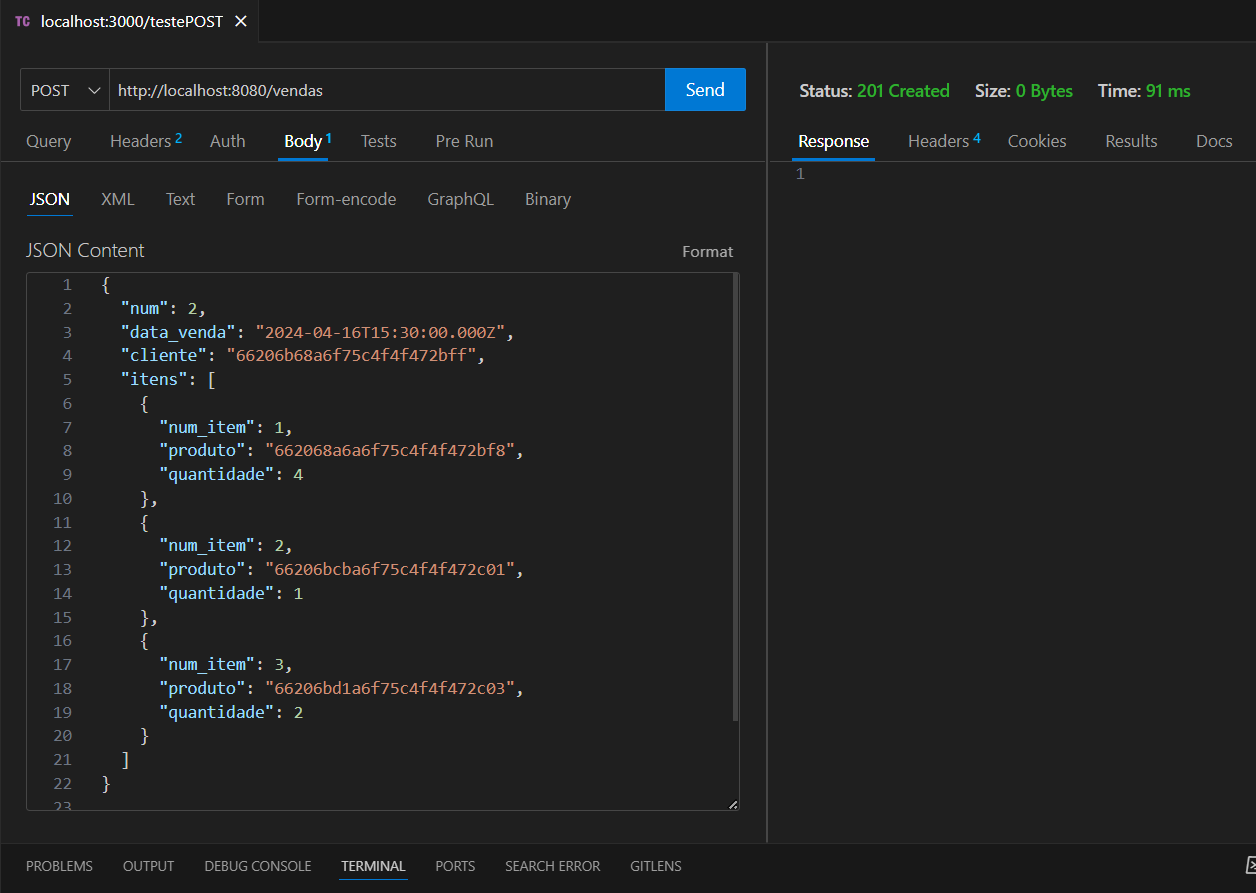 TC localhost:3000/testePOST
POST http://localhost:8080/vendas Send
Query Headers 2 Auth Body 1 Tests Pre Run
JSON XML Text Form Form-encode GraphQL Binary
JSON Content Format
1 {
2 "num": 2,
3 "data_venda": "2024-04-16T15:30:00.000Z",
4 "cliente": "66206b68a6f75c4f4f472bff",
5 "itens": [
6 {
7 "num_item": 1,
8 "produto": "662068a6a6f75c4f4f472bf8",
9 "quantidade": 4
10 },
11 {
12 "num_item": 2,
13 "produto": "66206bcba6f75c4f4f472c01",
14 "quantidade": 1
15 },
16 {
17 "num_item": 3,
18 "produto": "66206bd1a6f75c4f4f472c03",
19 "quantidade": 2
20 }
21 ]
22 }
23
Status: 201 Created Size: 0 Bytes Time: 91 ms
Response Headers 4 Cookies Results Docs
1
PROBLEMS OUTPUT DEBUG CONSOLE TERMINAL PORTS SEARCH ERROR GITLENS